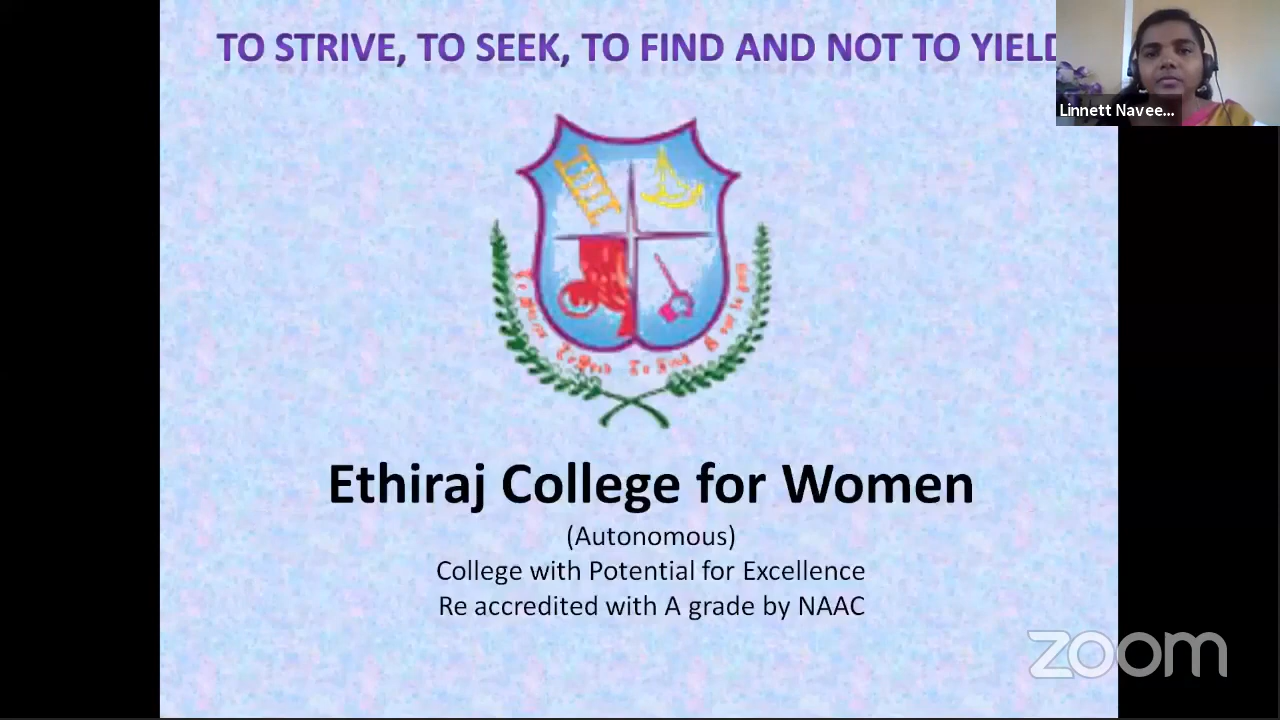 TO STRIVE, TO SEEK, TO FIND AND NOT TO YIELD
Linnett Navee...
Ethiraj College for Women
(Autonomous)
College with Potential for Excellence
Re accredited with A grade by NAAC
zoom